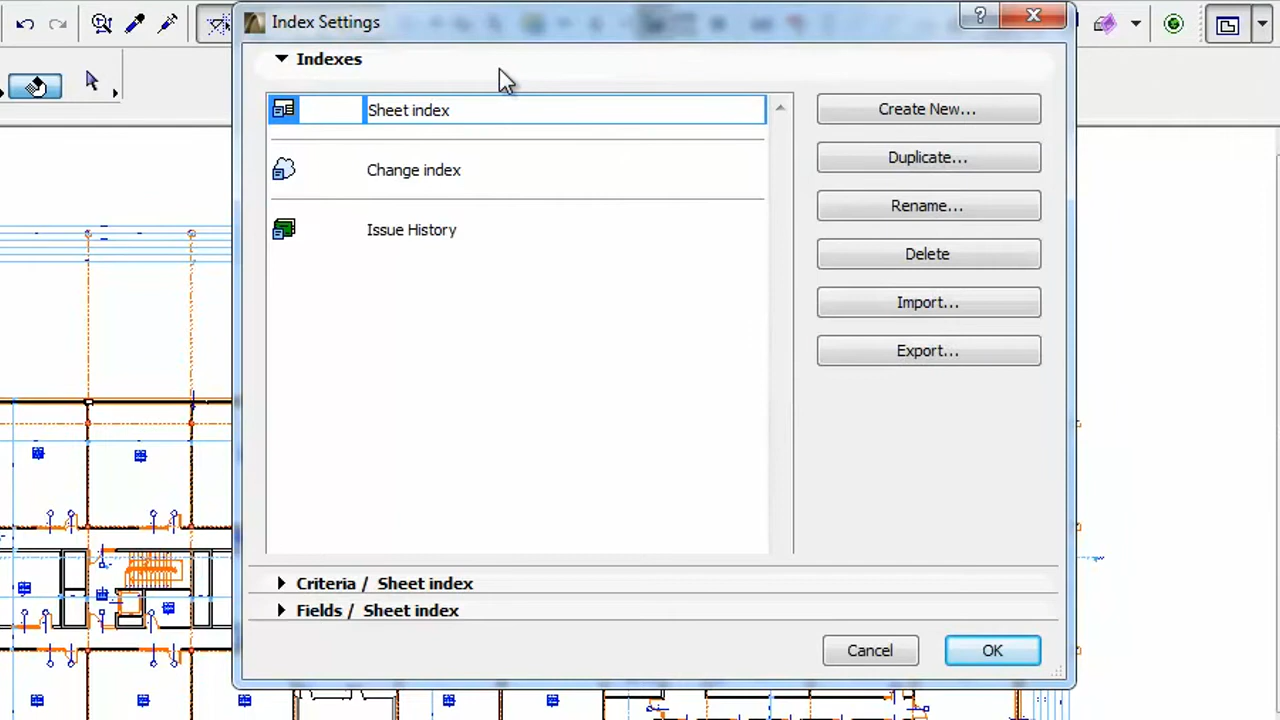 Index Settings
?
Indexes
Sheet index
Create New...
Duplicate...
Change index
Rename...
Issue History
Delete
Import...
Export...
Criteria / Sheet index
Fields / Sheet index
Cancel
OK